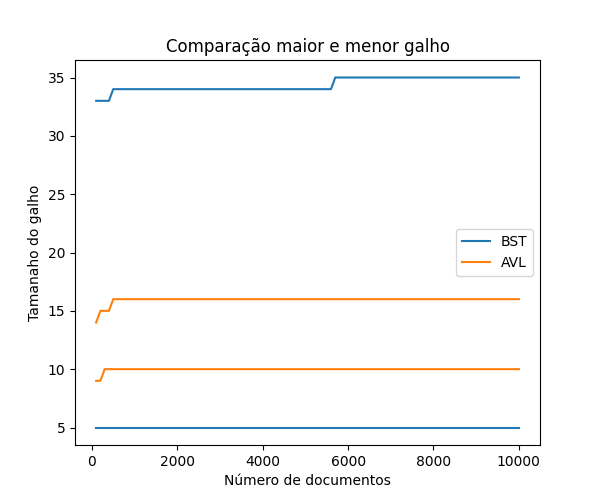 Comparação maior e menor galho
35
30
25
20
15
10
5
Tamanaho do galho
BST
AVL
0 2000 4000 6000 8000 10000
Número de documentos